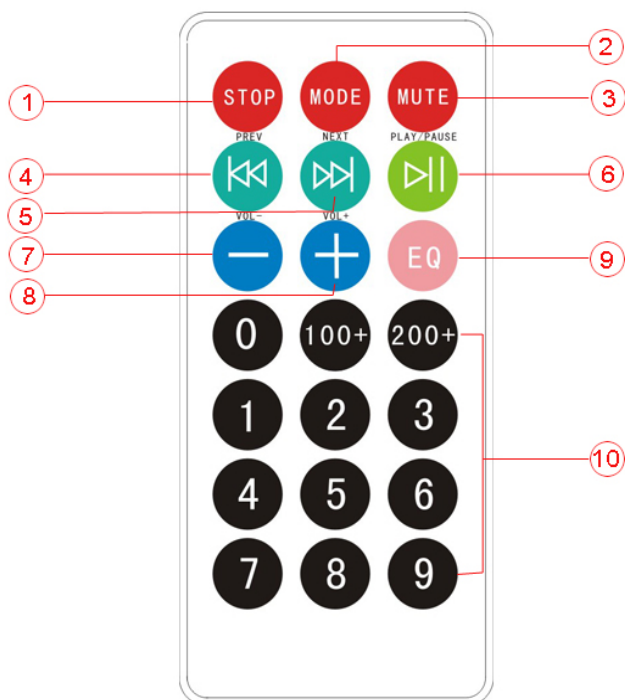 2
STOP MODE MUTE
1
3
PREV NEXT PLAY/PAUSE
4
6
5
VOL- VOL+
7
EQ
9
8
0 100+ 200+
1 2 3
10
4 5 6
7 8 9